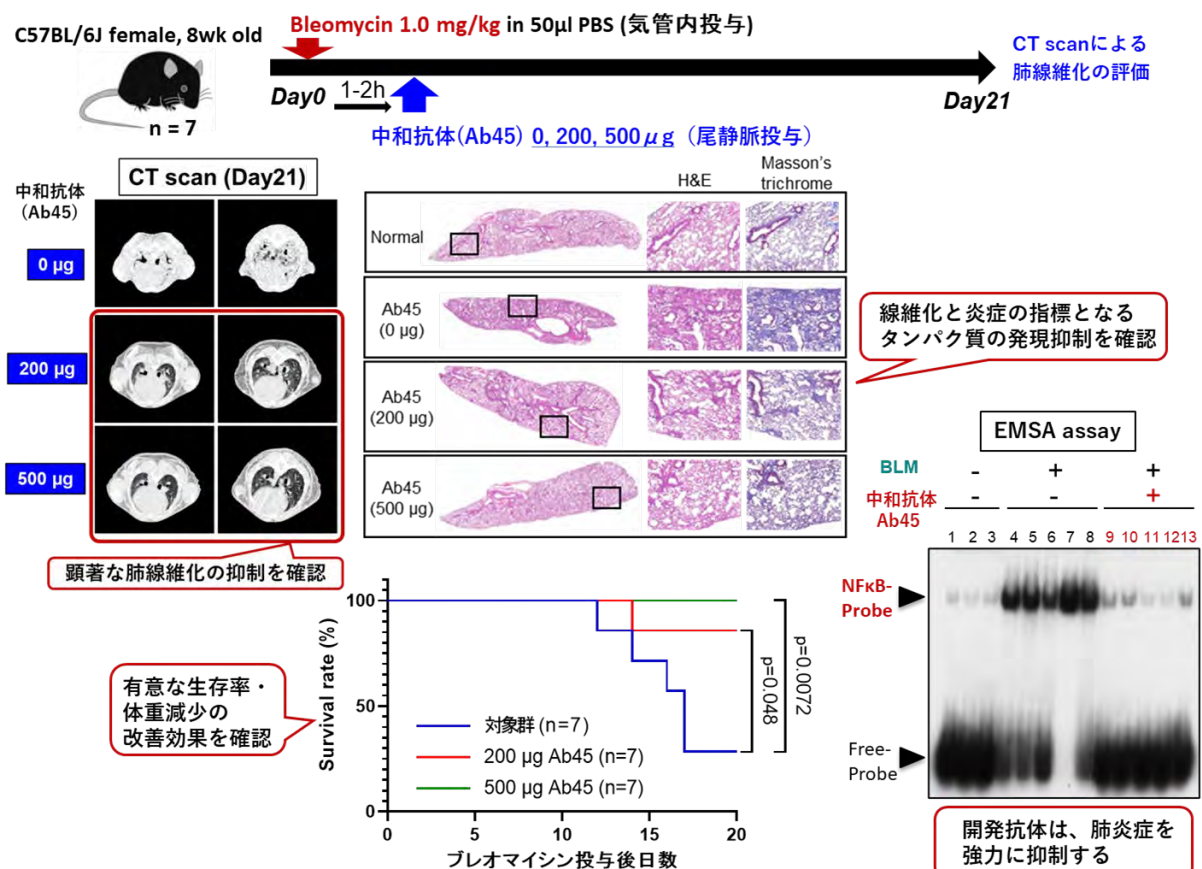 C57BL/6J female, 8wk old
n = 7
Bleomycin 1.0 mg/kg in 50μl PBS (気管内投与)
Day0
1-2h
Day21
CT scanによる
肺線維化の評価
中和抗体(Ab45) 0, 200, 500μg（尾静脈投与）
中和抗体
(Ab45)
CT scan (Day21)
0 μg
200 μg
500 μg
顕著な肺線維化の抑制を確認
H&E
Masson's
trichrome
Normal
Ab45
(0 μg)
Ab45
(200 μg)
Ab45
(500 μg)
線維化と炎症の指標となる
タンパク質の発現抑制を確認
有意な生存率・
体重減少の
改善効果を確認
Survival rate (%)
100
50
0
0 5 10 15 20
ブレオマイシン投与後日数
対象群 (n=7)
200 μg Ab45 (n=7)
500 μg Ab45 (n=7)
p=0.048
p=0.0072
EMSA assay
BLM - + +
中和抗体
Ab45 - - +
1 2 3 4 5 6 7 8 9 10 11 12 13
NFκB-
Probe
Free-
Probe
開発抗体は、肺炎症を
強力に抑制する